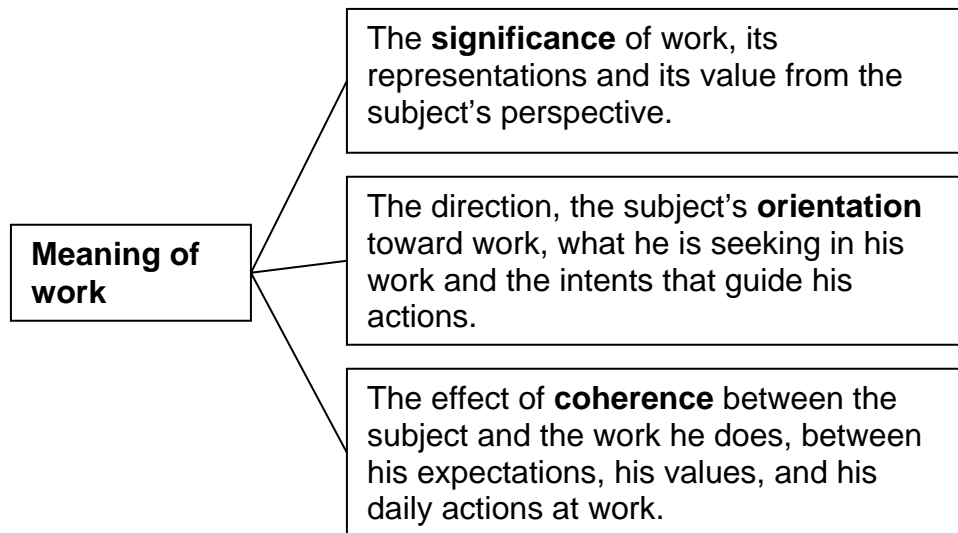 The significance of work, its
representations and its value from the
subject’s perspective.
Meaning of
work
The direction, the subject’s orientation
toward work, what he is seeking in his
work and the intents that guide his
actions.
The effect of coherence between the
subject and the work he does, between
his expectations, his values, and his
daily actions at work.